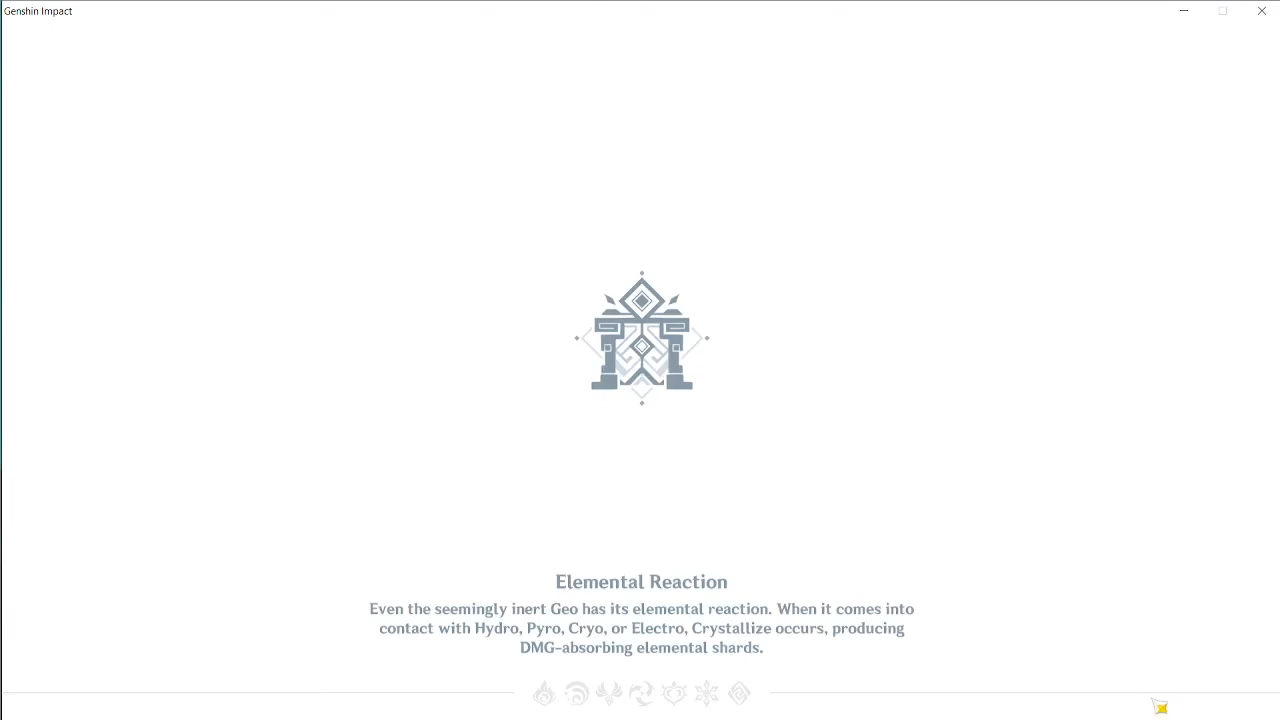 Genshin Impact
Elemental Reaction
Even the seemingly inert Geo has its elemental reaction. When it comes into
contact with Hydro, Pyro, Cryo, or Electro, Crystallize occurs, producing
DMG-absorbing elemental shards.